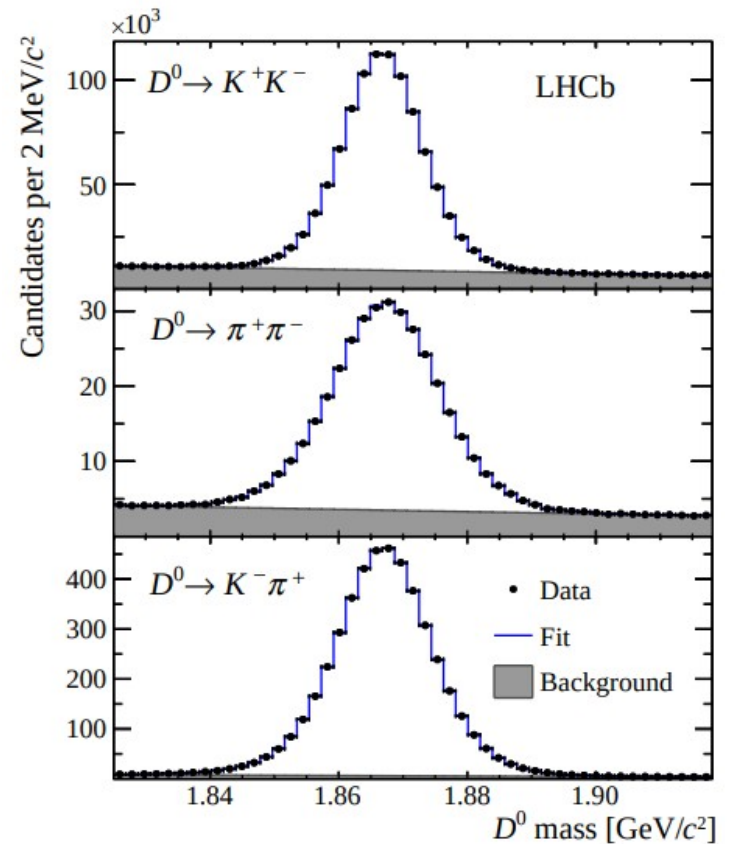 ×10³
Candidates per 2 MeV/c²
D⁰→ K⁺K⁻
LHCb
100
50
D⁰→ π⁺π⁻
30
20
10
D⁰→ K⁻π⁺
400
300
200
100
Data
Fit
Background
1.84 1.86 1.88 1.90
D⁰ mass [GeV/c²]